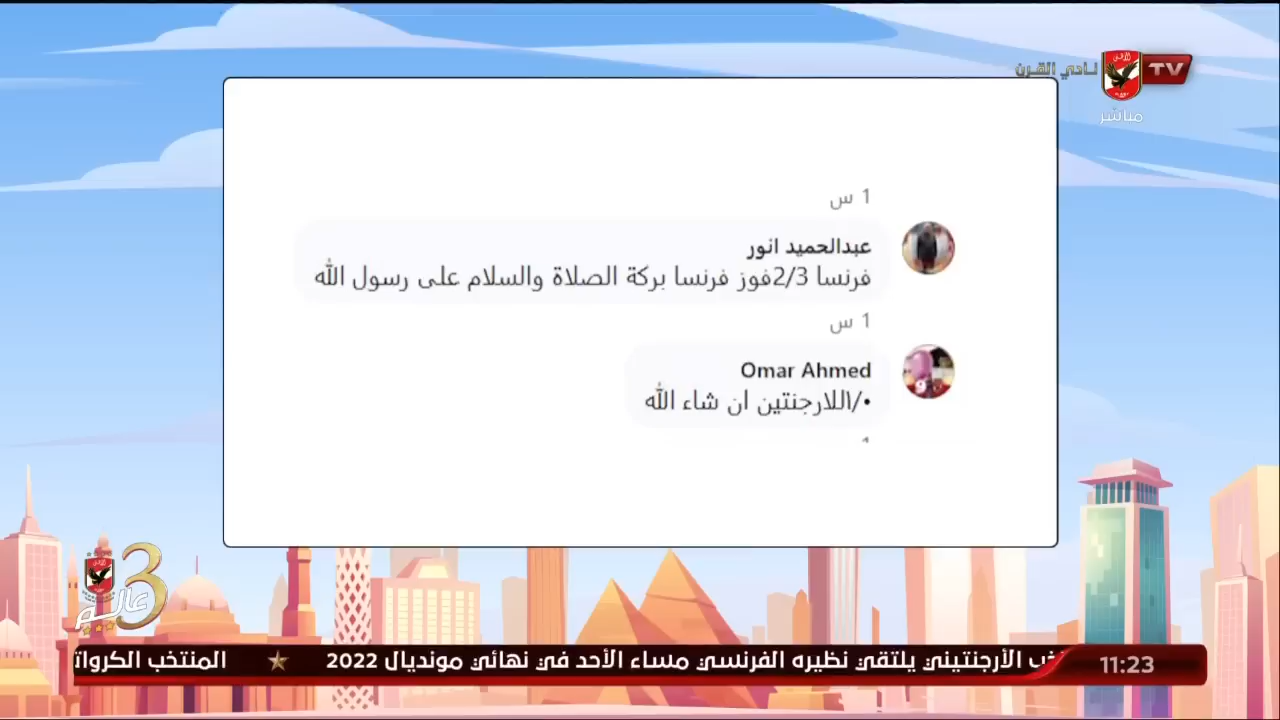 نادي القرن
TV
مباشر
1 س
عبدالحميد انور
فرنسا 2/3فوز فرنسا بركة الصلاة والسلام على رسول الله
1 س
Omar Ahmed
•/اللارجنتين ان شاء الله
3
عالم
الأرجنتيني يلتقي نظيره الفرنسي مساء الأحد في نهائي مونديال 2022 ★ المنتخب
11:23